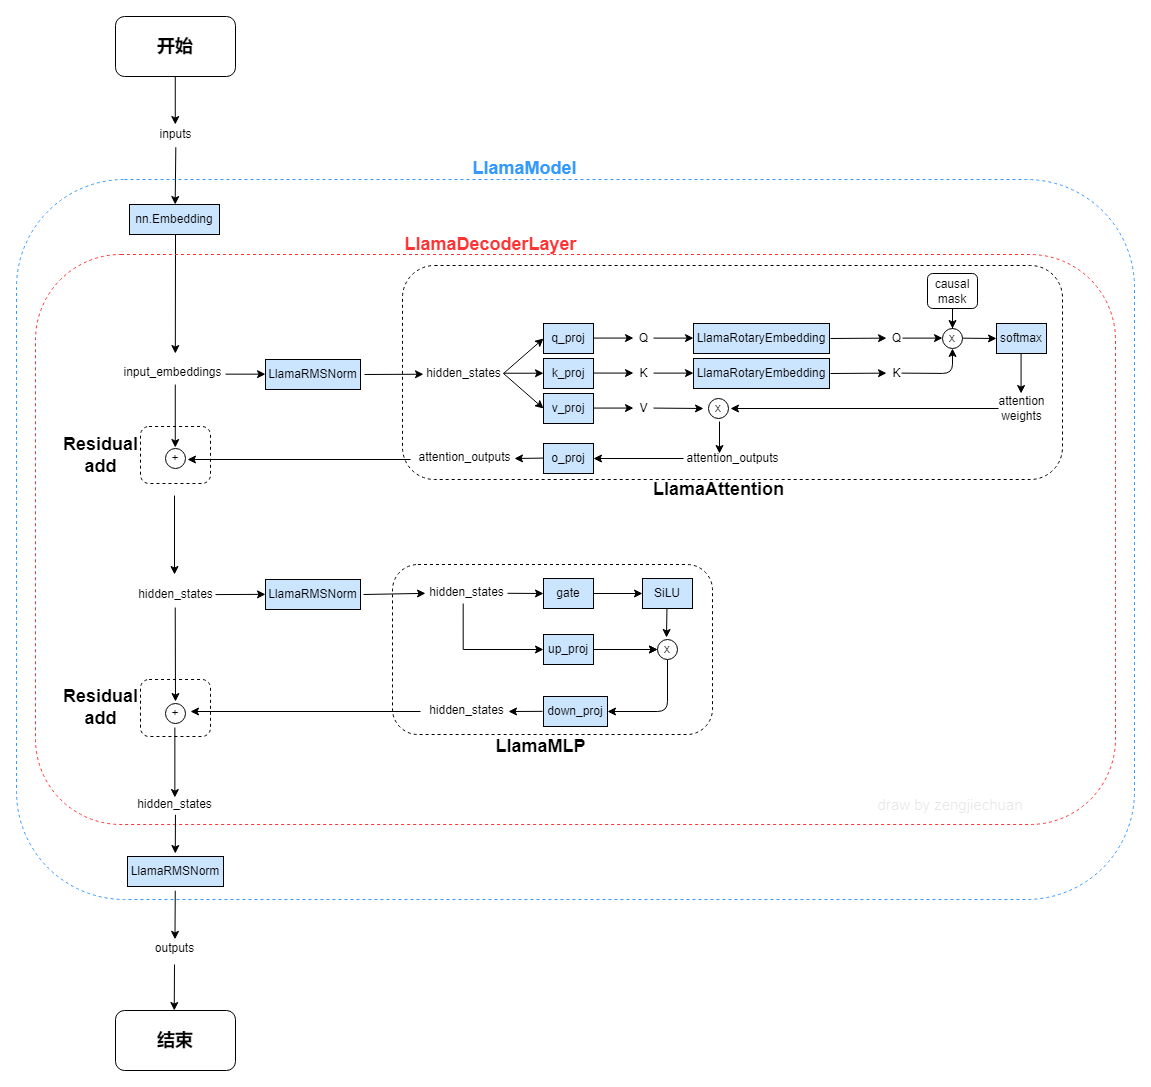 开始
inputs
LlamaModel
nn.Embedding
LlamaDecoderLayer
causal
mask
q_proj
Q
LlamaRotaryEmbedding
Q
X
softmax
input_embeddings
LlamaRMSNorm
hidden_states
k_proj
K
LlamaRotaryEmbedding
K
v_proj
V
X
attention
weights
Residual
add
+
attention_outputs
o_proj
attention_outputs
LlamaAttention
hidden_states
LlamaRMSNorm
hidden_states
gate
SiLU
up_proj
X
Residual
add
+
hidden_states
down_proj
LlamaMLP
hidden_states
draw by zengjiechuan
LlamaRMSNorm
outputs
结束